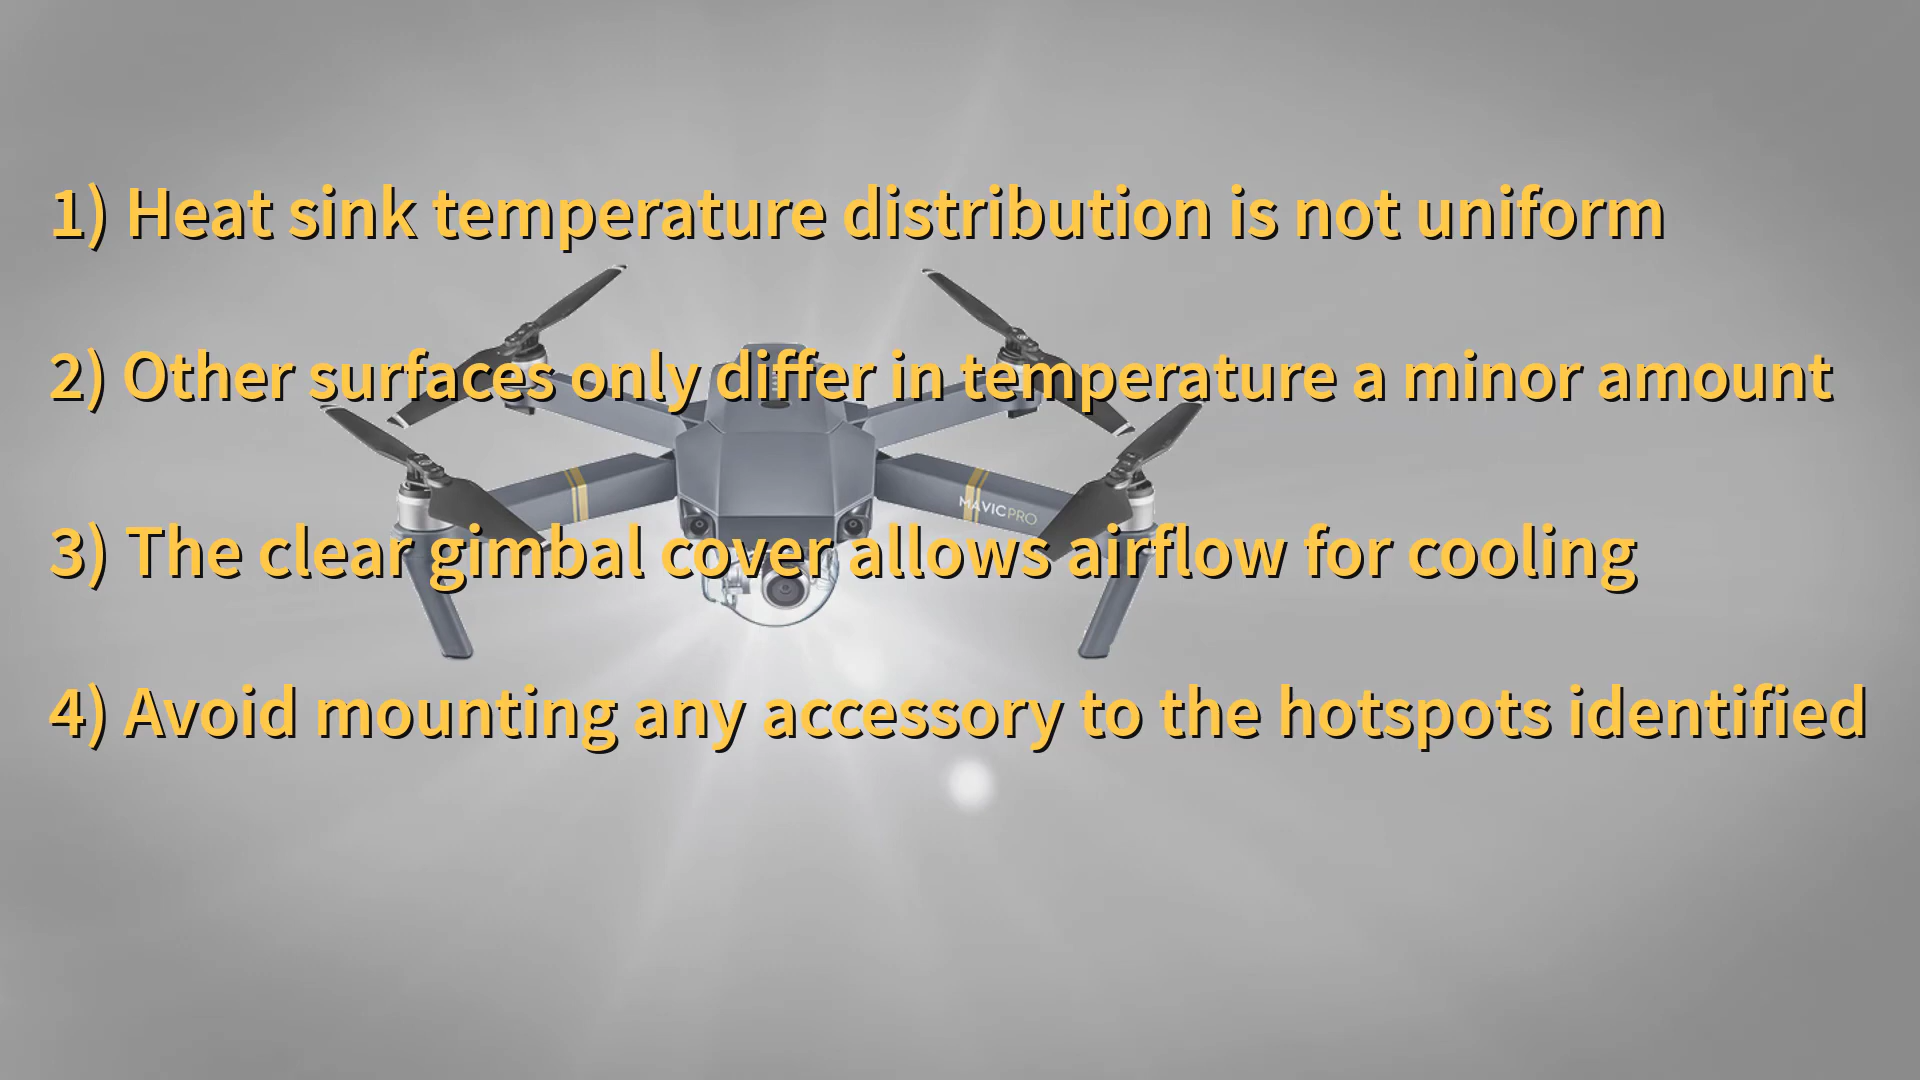 1) Heat sink temperature distribution is not uniform
2) Other surfaces only differ in temperature a minor amount
MAVIC PRO
3) The clear gimbal cover allows airflow for cooling
4) Avoid mounting any accessory to the hotspots identified